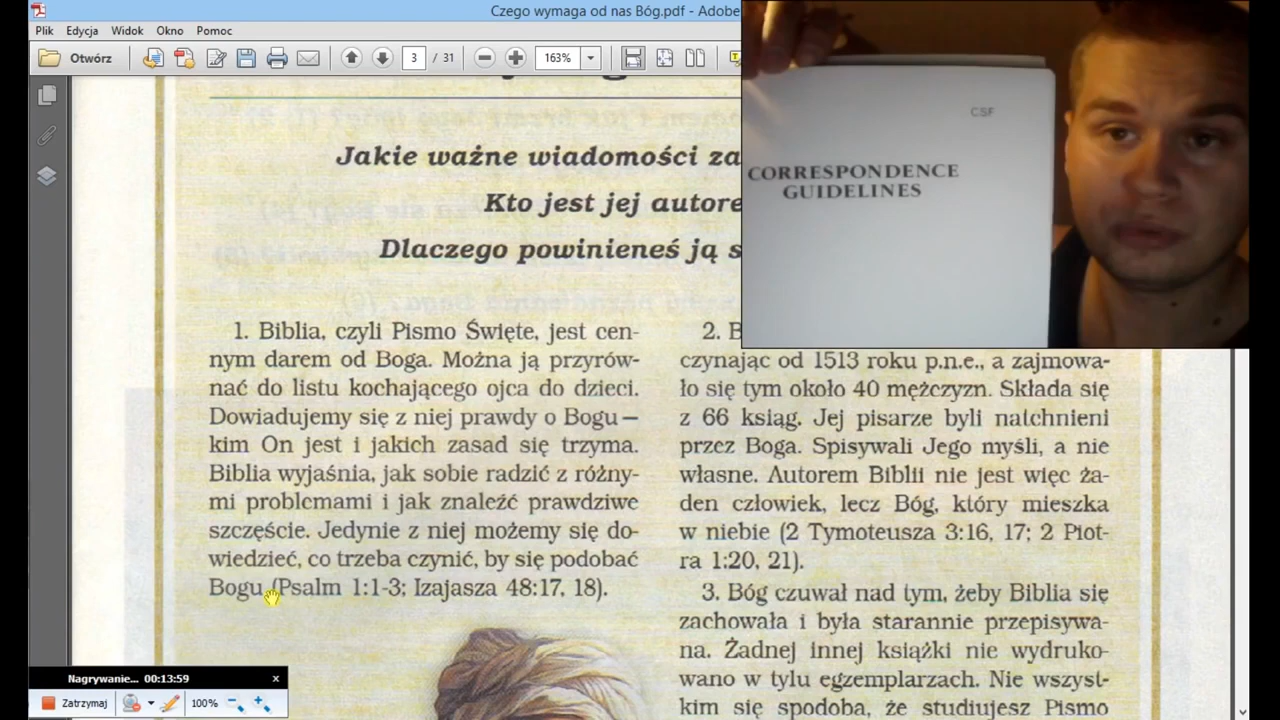 Czego wymaga od nas Bóg.pdf - Adobe
Plik Edycja Widok Okno Pomoc
Otwórz 3 / 31 163%
Jakie ważne wiadomości za
Kto jest jej autore
Dlaczego powinieneś ją s
1. Biblia, czyli Pismo Święte, jest cen-
nym darem od Boga. Można ją przyrów-
nać do listu kochającego ojca do dzieci.
Dowiadujemy się z niej prawdy o Bogu –
kim On jest i jakich zasad się trzyma.
Biblia wyjaśnia, jak sobie radzić z różny-
mi problemami i jak znaleźć prawdziwe
szczęście. Jedynie z niej możemy się do-
wiedzieć, co trzeba czynić, by się podobać
Bogu (Psalm 1:1-3; Izajasza 48:17, 18).
2. B
czynając od 1513 roku p.n.e., a zajmowa-
ło się tym około 40 mężczyzn. Składa się
z 66 ksiąg. Jej pisarze byli natchnieni
przez Boga. Spisywali Jego myśli, a nie
własne. Autorem Biblii nie jest więc ża-
den człowiek, lecz Bóg, który mieszka
w niebie (2 Tymoteusza 3:16, 17; 2 Piot-
ra 1:20, 21).
3. Bóg czuwał nad tym, żeby Biblia się
zachowała i była starannie przepisywa-
na. Żadnej innej książki nie wydruko-
wano w tylu egzemplarzach. Nie wszyst-
kim się spodoba, że studiujesz Pismo
CSF
CORRESPONDENCE
GUIDELINES
Nagrywanie... 00:13:59
Zatrzymaj 100%